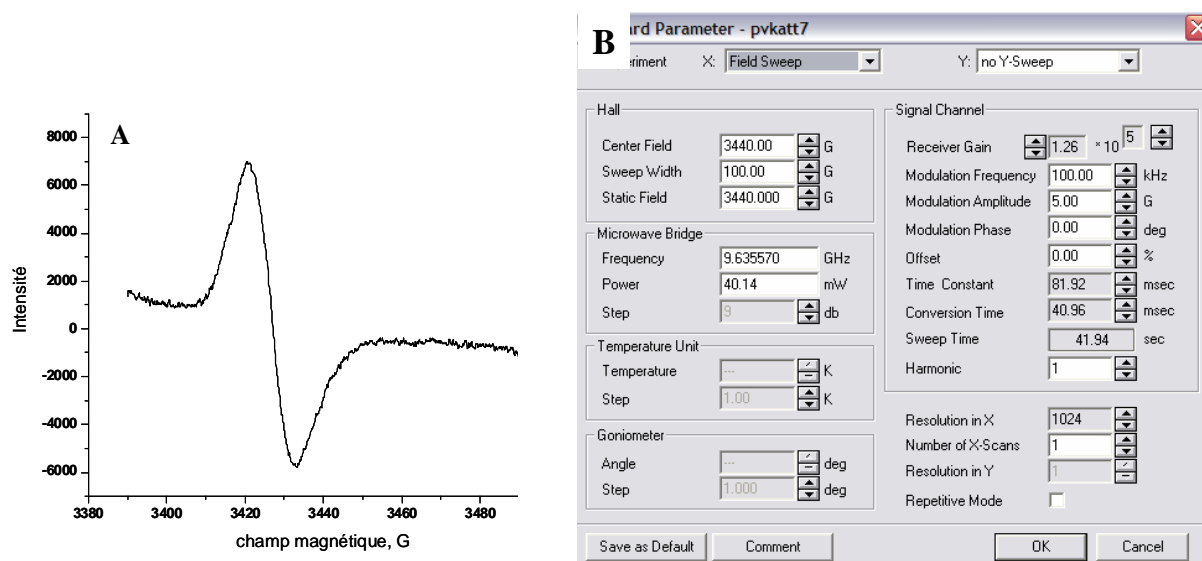 A
Intensité
8000
6000
4000
2000
0
-2000
-4000
-6000
3380 3400 3420 3440 3460 3480
champ magnétique, G
B
ard Parameter - pvkatt7
eriment X: Field Sweep Y: no Y-Sweep
Hall
Center Field 3440.00 G
Sweep Width 100.00 G
Static Field 3440.000 G
Microwave Bridge
Frequency 9.635570 GHz
Power 40.14 mW
Step 9 db
Temperature Unit
Temperature --- K
Step 1.00 K
Goniometer
Angle --- deg
Step 1.000 deg
Signal Channel
Receiver Gain 1.26 * 10 5
Modulation Frequency 100.00 kHz
Modulation Amplitude 5.00 G
Modulation Phase 0.00 deg
Offset 0.00 %
Time Constant 81.92 msec
Conversion Time 40.96 msec
Sweep Time 41.94 sec
Harmonic 1
Resolution in X 1024
Number of X-Scans 1
Resolution in Y 1
Repetitive Mode
Save as Default Comment OK Cancel